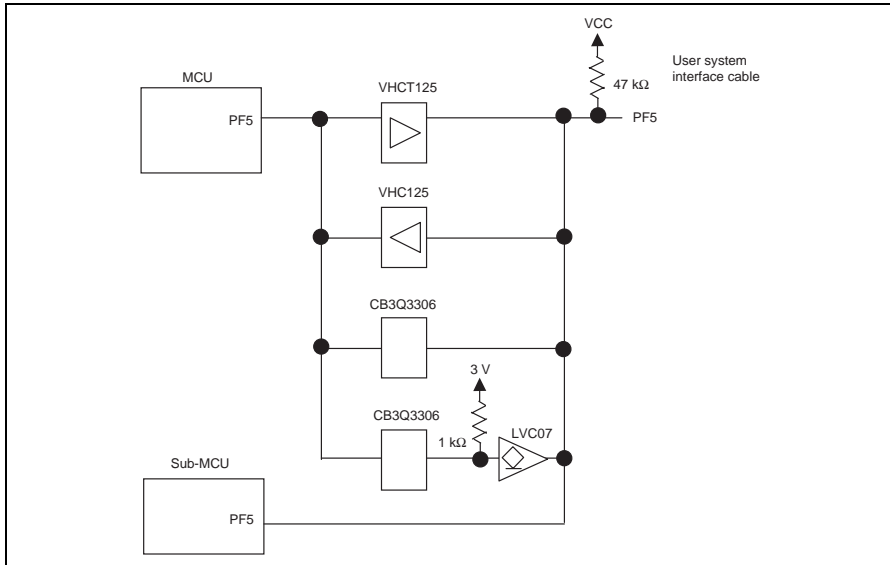 VCC
User system
interface cable
MCU
47 kΩ
VHCT125
PF5
PF5
VHC125
CB3Q3306
3 V
CB3Q3306
LVC07
1 kΩ
Sub-MCU
PF5